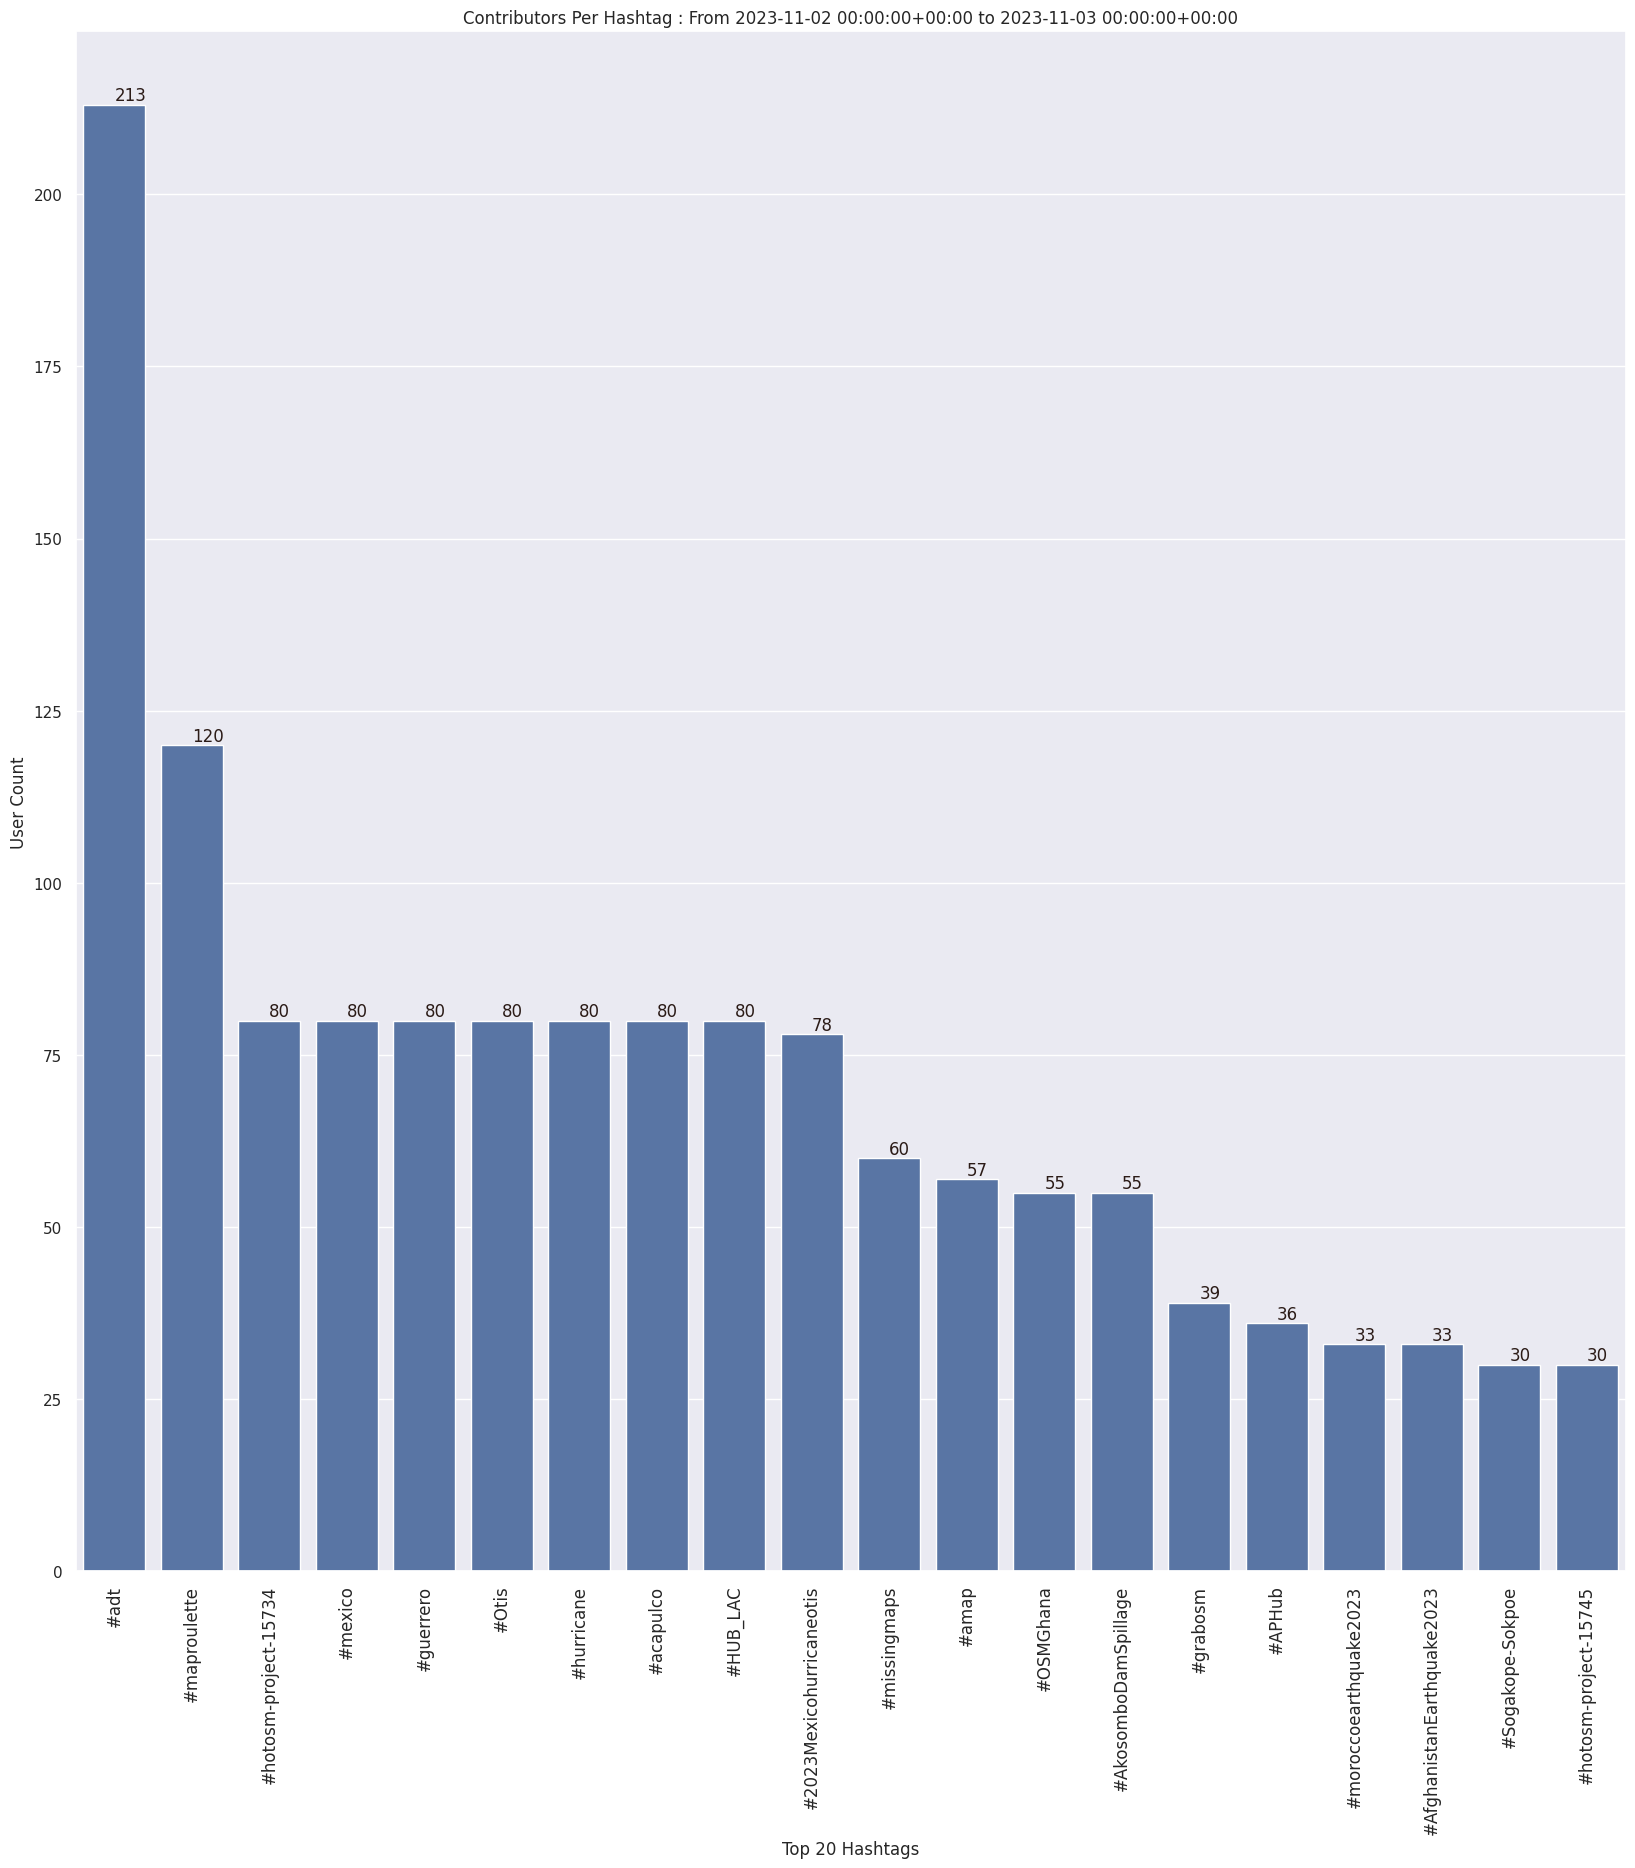 Contributors Per Hashtag : From 2023-11-02 00:00:00+00:00 to 2023-11-03 00:00:00+00:00
User Count
200
175
150
125
100
75
50
25
0
213
120
80
80
80
80
80
80
80
78
60
57
55
55
39
36
33
33
30
30
#adt
#maproulette
#hotosm-project-15734
#mexico
#guerrero
#Otis
#hurricane
#acapulco
#HUB_LAC
#2023Mexicohurricaneotis
#missingmaps
#amap
#OSMGhana
#AkosomboDamSpillage
#grabosm
#APHub
#moroccoearthquake2023
#AfghanistanEarthquake2023
#Sogakope-Sokpoe
#hotosm-project-15745
Top 20 Hashtags